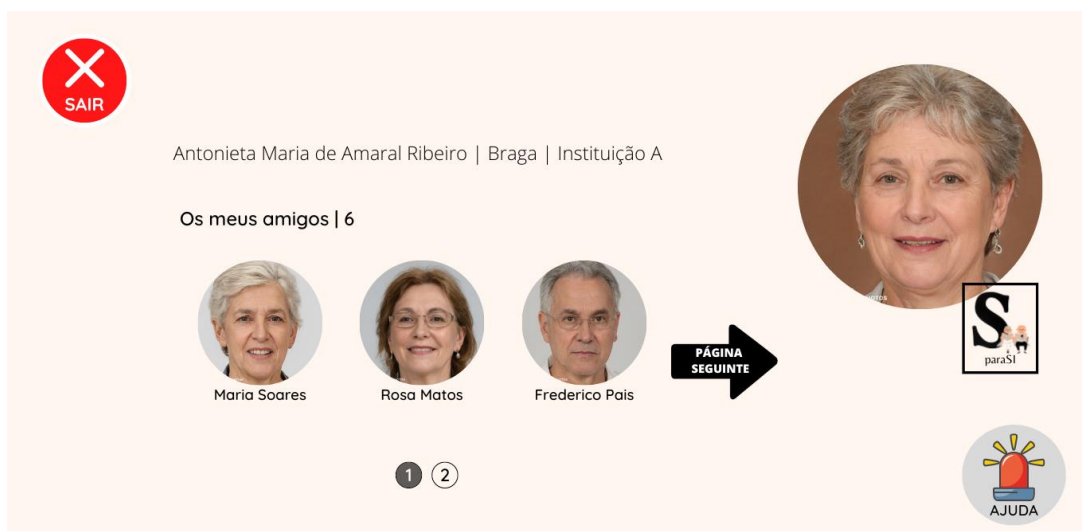 SAIR
Antonieta Maria de Amaral Ribeiro | Braga | Instituição A
Os meus amigos | 6
Maria Soares
Rosa Matos
Frederico Pais
PÁGINA
SEGUINTE
S
paraSI
1 2
AJUDA